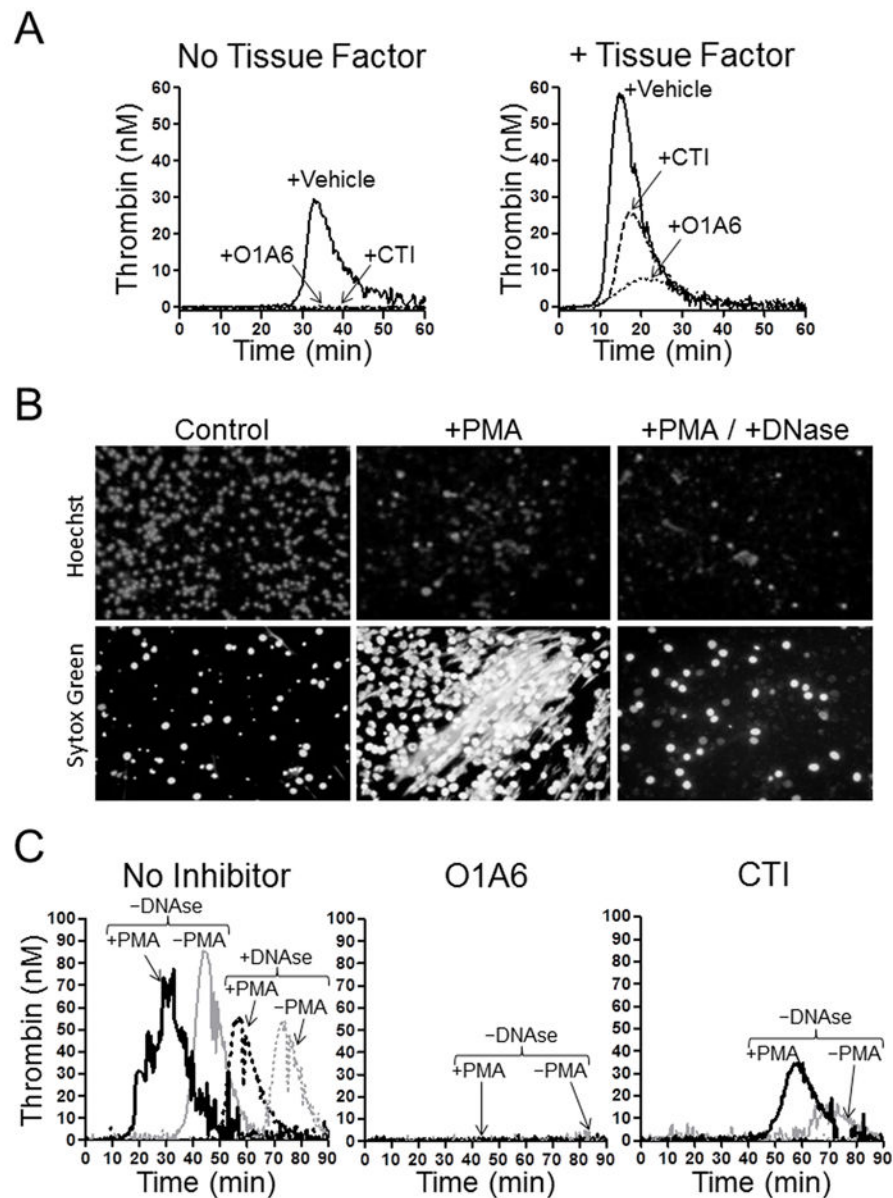 A
No Tissue Factor
+ Tissue Factor
Thrombin (nM)
60
50
40
30
20
10
0
+Vehicle
+O1A6
+CTI
0 10 20 30 40 50 60
Time (min)
Thrombin (nM)
60
50
40
30
20
10
0
+Vehicle
+CTI
+O1A6
0 10 20 30 40 50 60
Time (min)
B
Control
+PMA
+PMA / +DNase
Hoechst
Sytox Green
C
No Inhibitor
Thrombin (nM)
100
90
80
70
60
50
40
30
20
10
0
−DNAse
+PMA
−PMA
+DNAse
+PMA
−PMA
0 10 20 30 40 50 60 70 80 90
Time (min)
O1A6
100
90
80
70
60
50
40
30
20
10
0
−DNase
+PMA
−PMA
0 10 20 30 40 50 60 70 80 90
Time (min)
CTI
100
90
80
70
60
50
40
30
20
10
0
−DNase
+PMA
−PMA
0 10 20 30 40 50 60 70 80 90
Time (min)